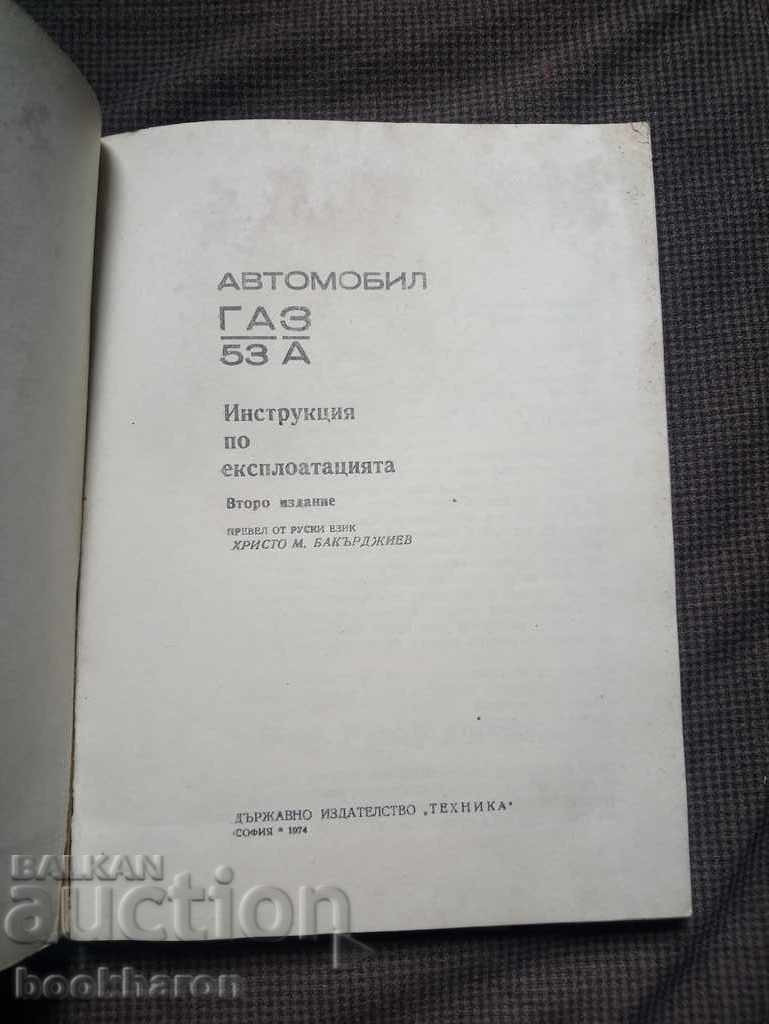 АВТОМОБИЛ
ГАЗ
53 А
Инструкция
по
експлоатацията
Второ издание
ПРЕВЕЛ ОТ РУСКИ ЕЗИК
ХРИСТО М. БАКЪРДЖИЕВ
ДЪРЖАВНО ИЗДАТЕЛСТВО „ТЕХНИКА“
СОФИЯ * 1974
BALKAN
auction
bookharon